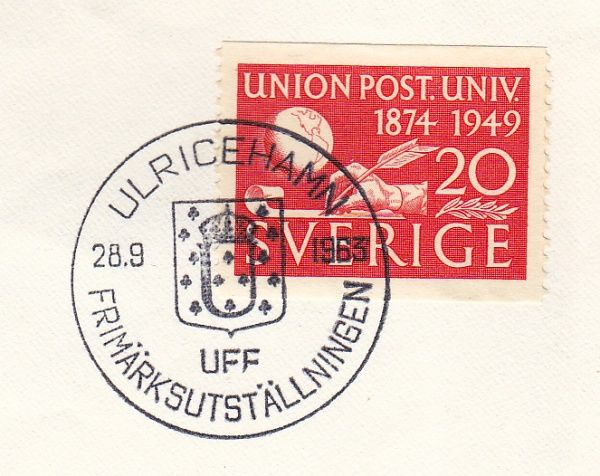 UNION POST. UNIV.
1874 1949
20
SVERIGE
ULRICEHAMN
28.9 1963
U
UFF
FRIMÄRKSUTSTÄLLNINGEN